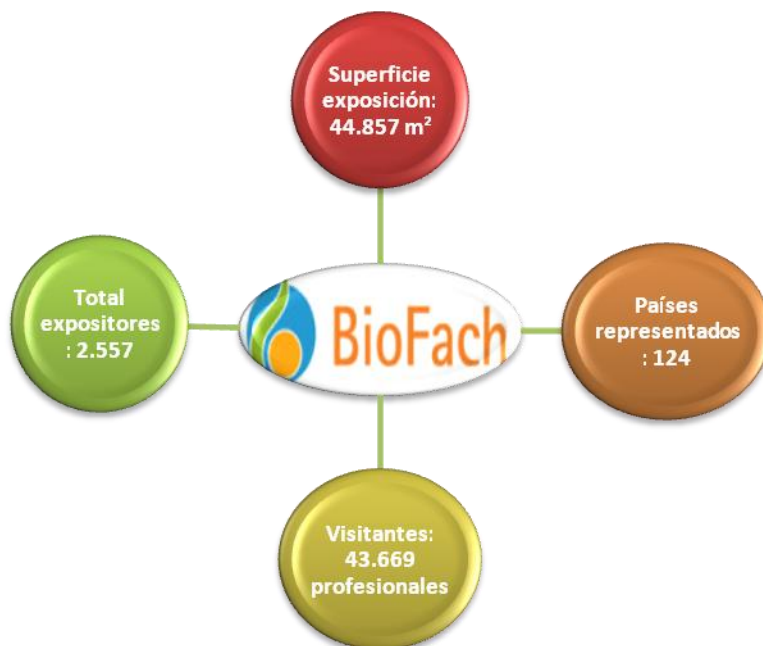 Superficie
exposición:
44.857 m²
Total
expositores
: 2.557
BioFach
Países
representados
: 124
Visitantes:
43.669
profesionales